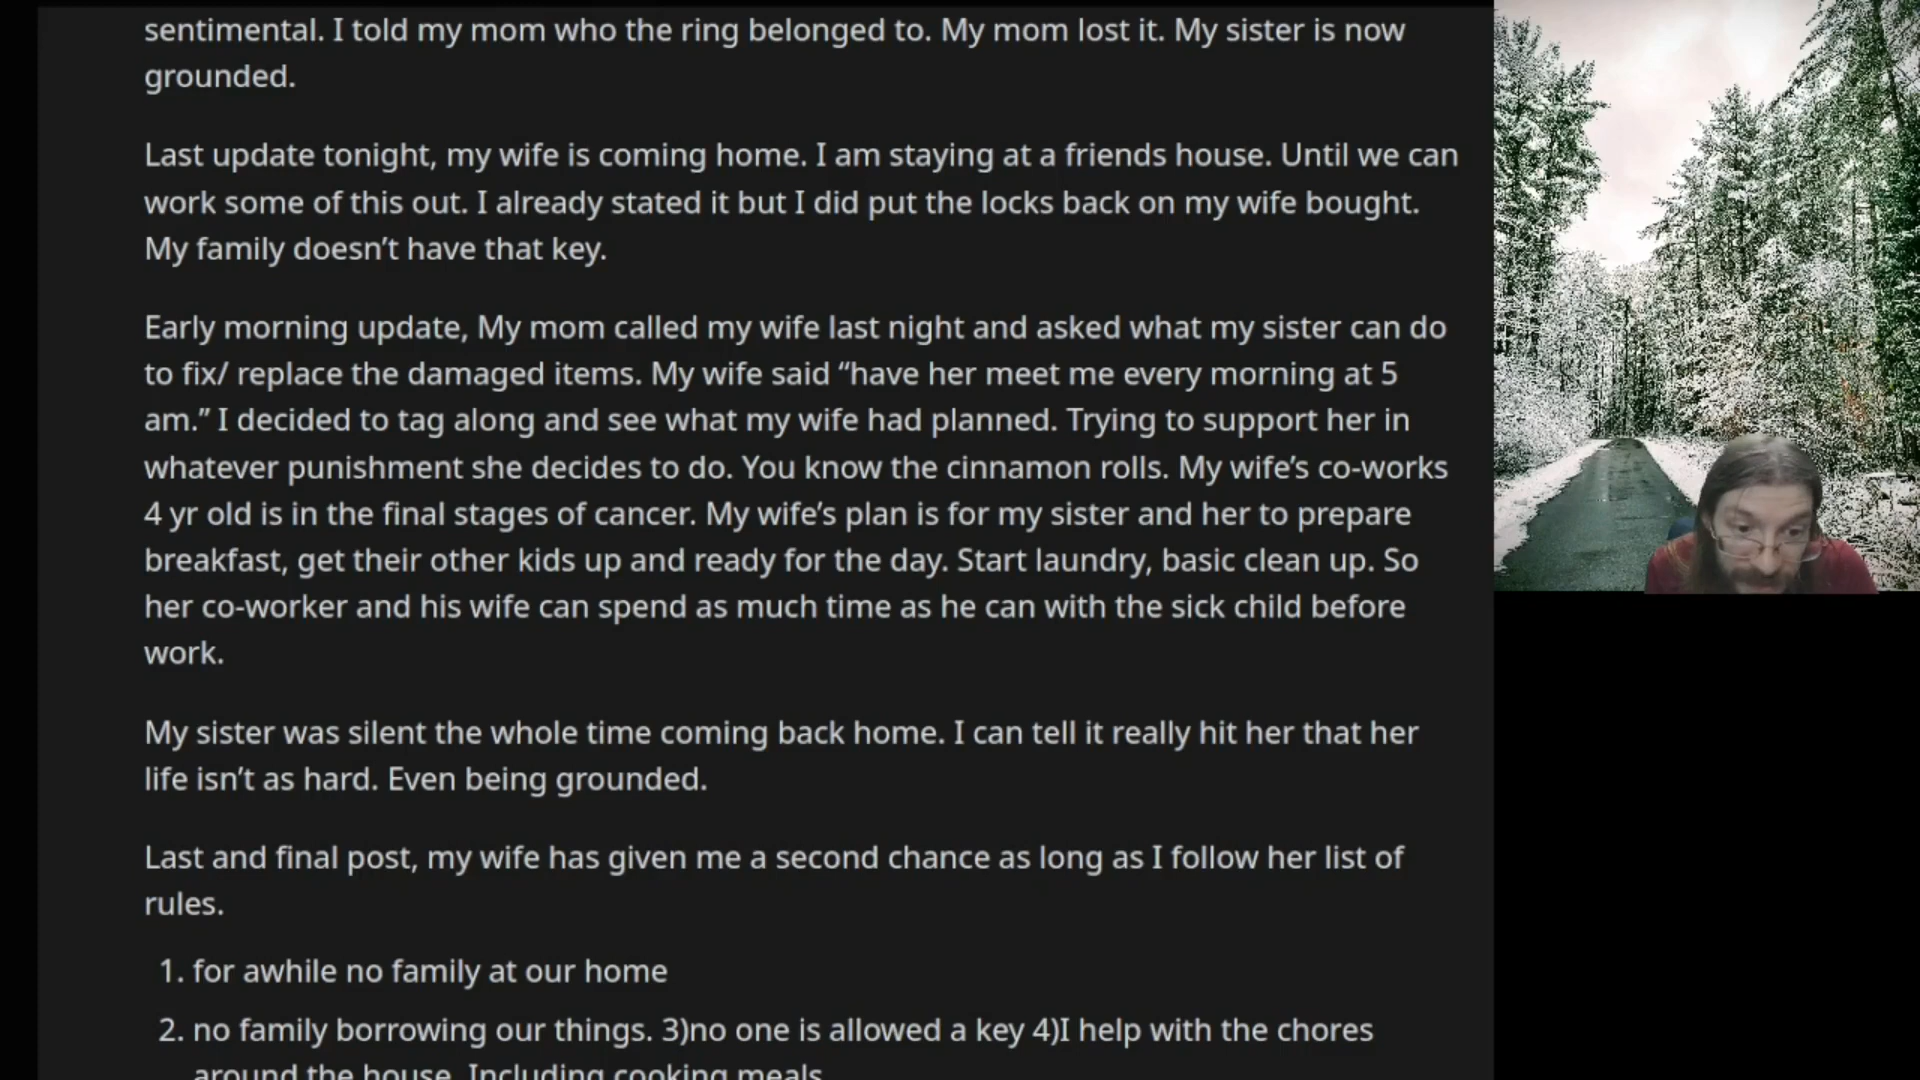 sentimental. I told my mom who the ring belonged to. My mom lost it. My sister is now
grounded.
Last update tonight, my wife is coming home. I am staying at a friends house. Until we can
work some of this out. I already stated it but I did put the locks back on my wife bought.
My family doesn’t have that key.
Early morning update, My mom called my wife last night and asked what my sister can do
to fix/ replace the damaged items. My wife said “have her meet me every morning at 5
am.” I decided to tag along and see what my wife had planned. Trying to support her in
whatever punishment she decides to do. You know the cinnamon rolls. My wife’s co-works
4 yr old is in the final stages of cancer. My wife’s plan is for my sister and her to prepare
breakfast, get their other kids up and ready for the day. Start laundry, basic clean up. So
her co-worker and his wife can spend as much time as he can with the sick child before
work.
My sister was silent the whole time coming back home. I can tell it really hit her that her
life isn’t as hard. Even being grounded.
Last and final post, my wife has given me a second chance as long as I follow her list of
rules.
1. for awhile no family at our home
2. no family borrowing our things. 3)no one is allowed a key 4)I help with the chores
around the house. Including cooking meals